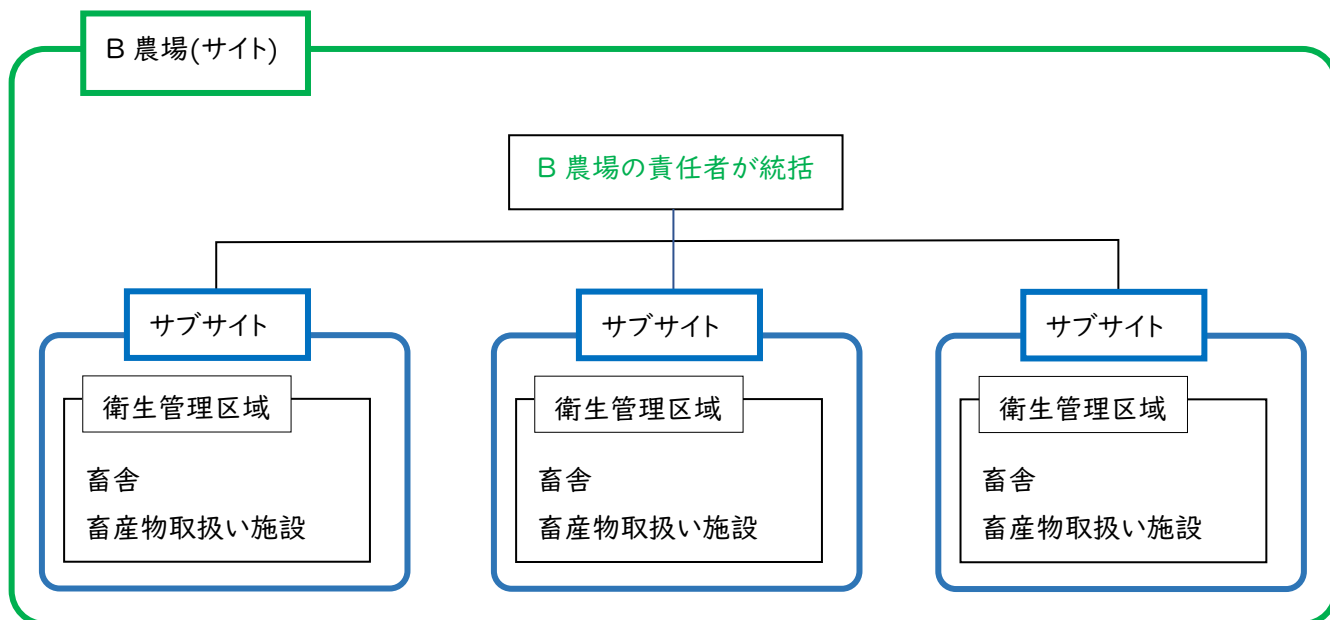 B 農場(サイト)
B 農場の責任者が統括
サブサイト
衛生管理区域
畜舎
畜産物取扱い施設
サブサイト
衛生管理区域
畜舎
畜産物取扱い施設
サブサイト
衛生管理区域
畜舎
畜産物取扱い施設